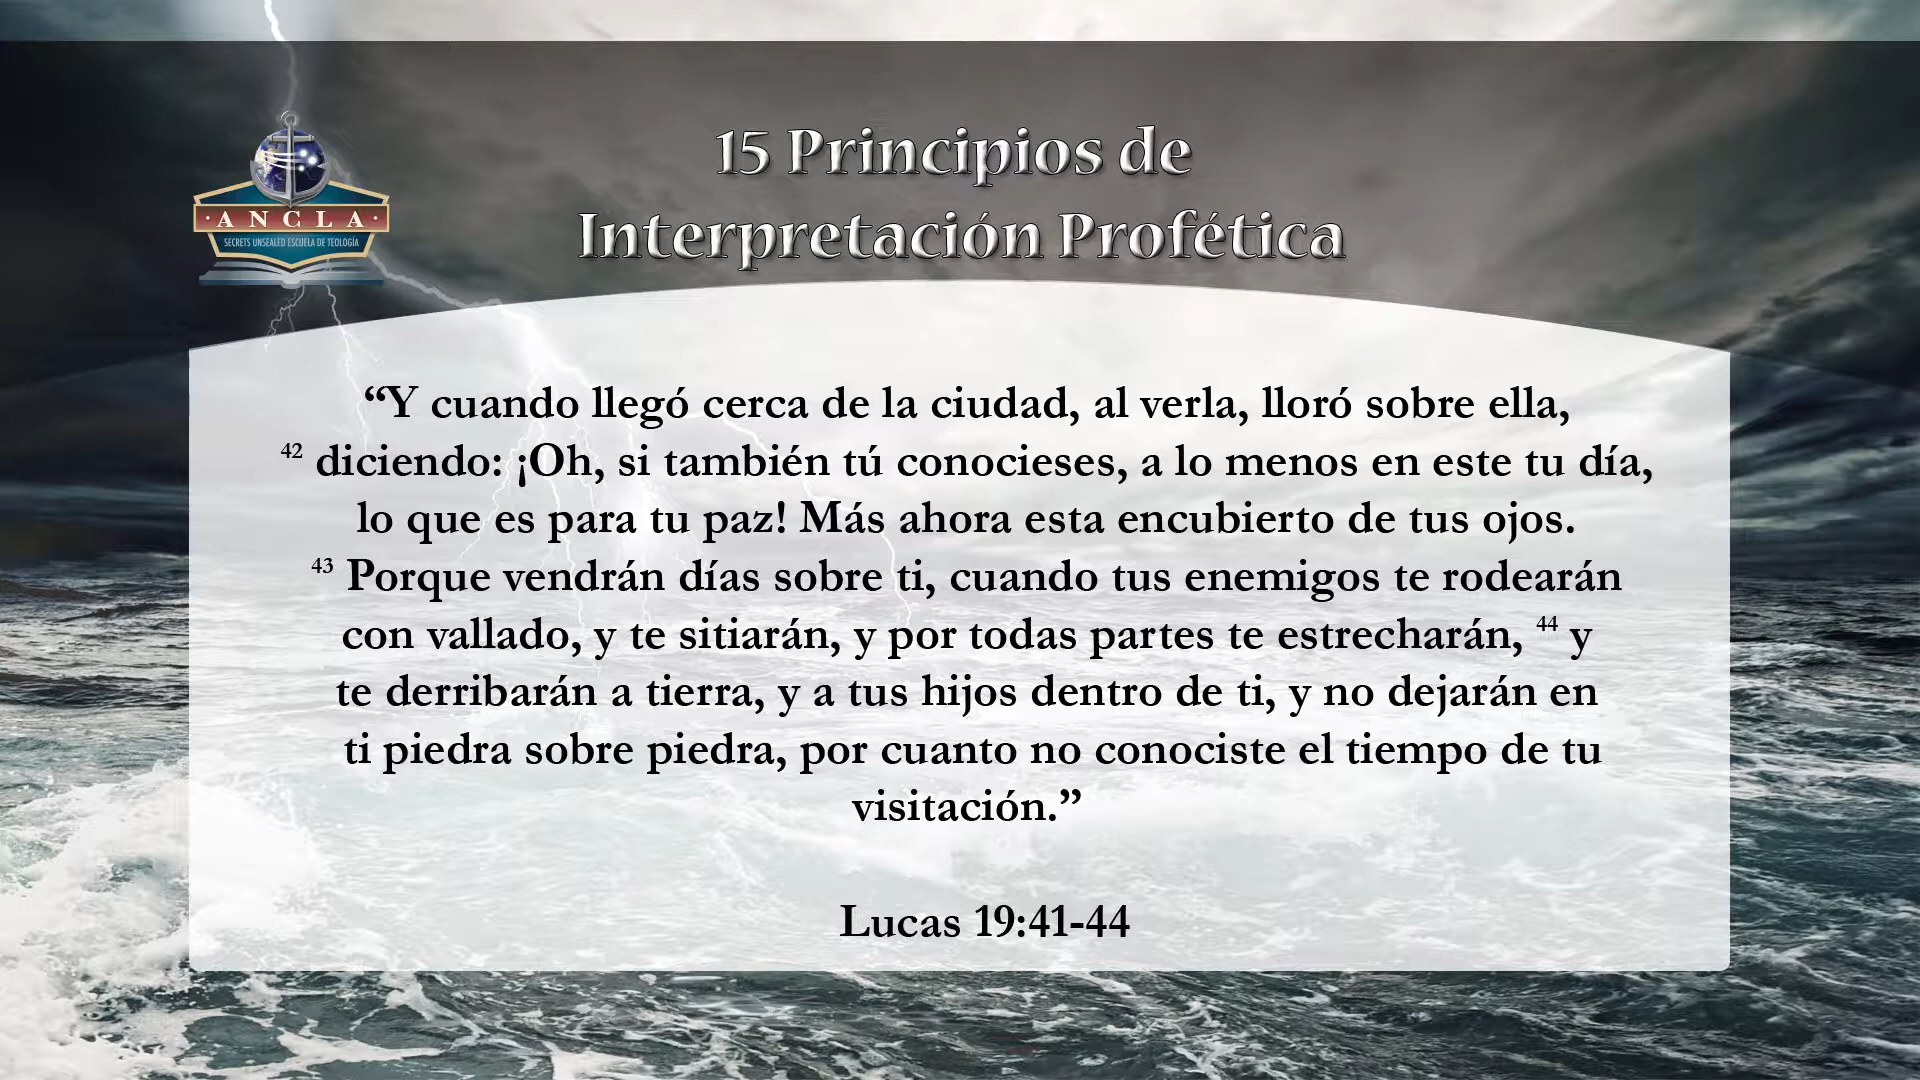 15 Principios de
Interpretación Profética
· A N C L A ·
SECRETS UNSEALED ESCUELA DE TEOLOGÍA
“Y cuando llegó cerca de la ciudad, al verla, lloró sobre ella,
42 diciendo: ¡Oh, si también tú conocieses, a lo menos en este tu día,
lo que es para tu paz! Más ahora esta encubierto de tus ojos.
43 Porque vendrán días sobre ti, cuando tus enemigos te rodearán
con vallado, y te sitiarán, y por todas partes te estrecharán, 44 y
te derribarán a tierra, y a tus hijos dentro de ti, y no dejarán en
ti piedra sobre piedra, por cuanto no conociste el tiempo de tu
visitación.”
Lucas 19:41-44